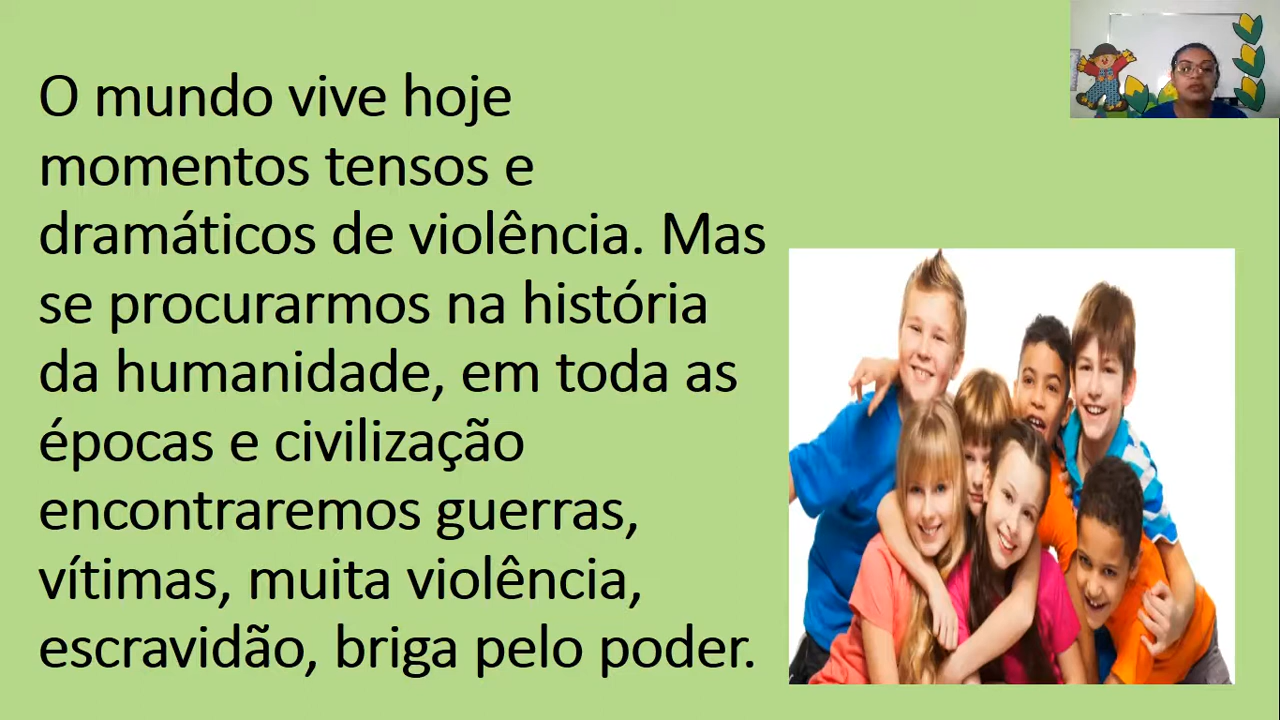 O mundo vive hoje
momentos tensos e
dramáticos de violência. Mas
se procurarmos na história
da humanidade, em toda as
épocas e civilização
encontraremos guerras,
vítimas, muita violência,
escravidão, briga pelo poder.